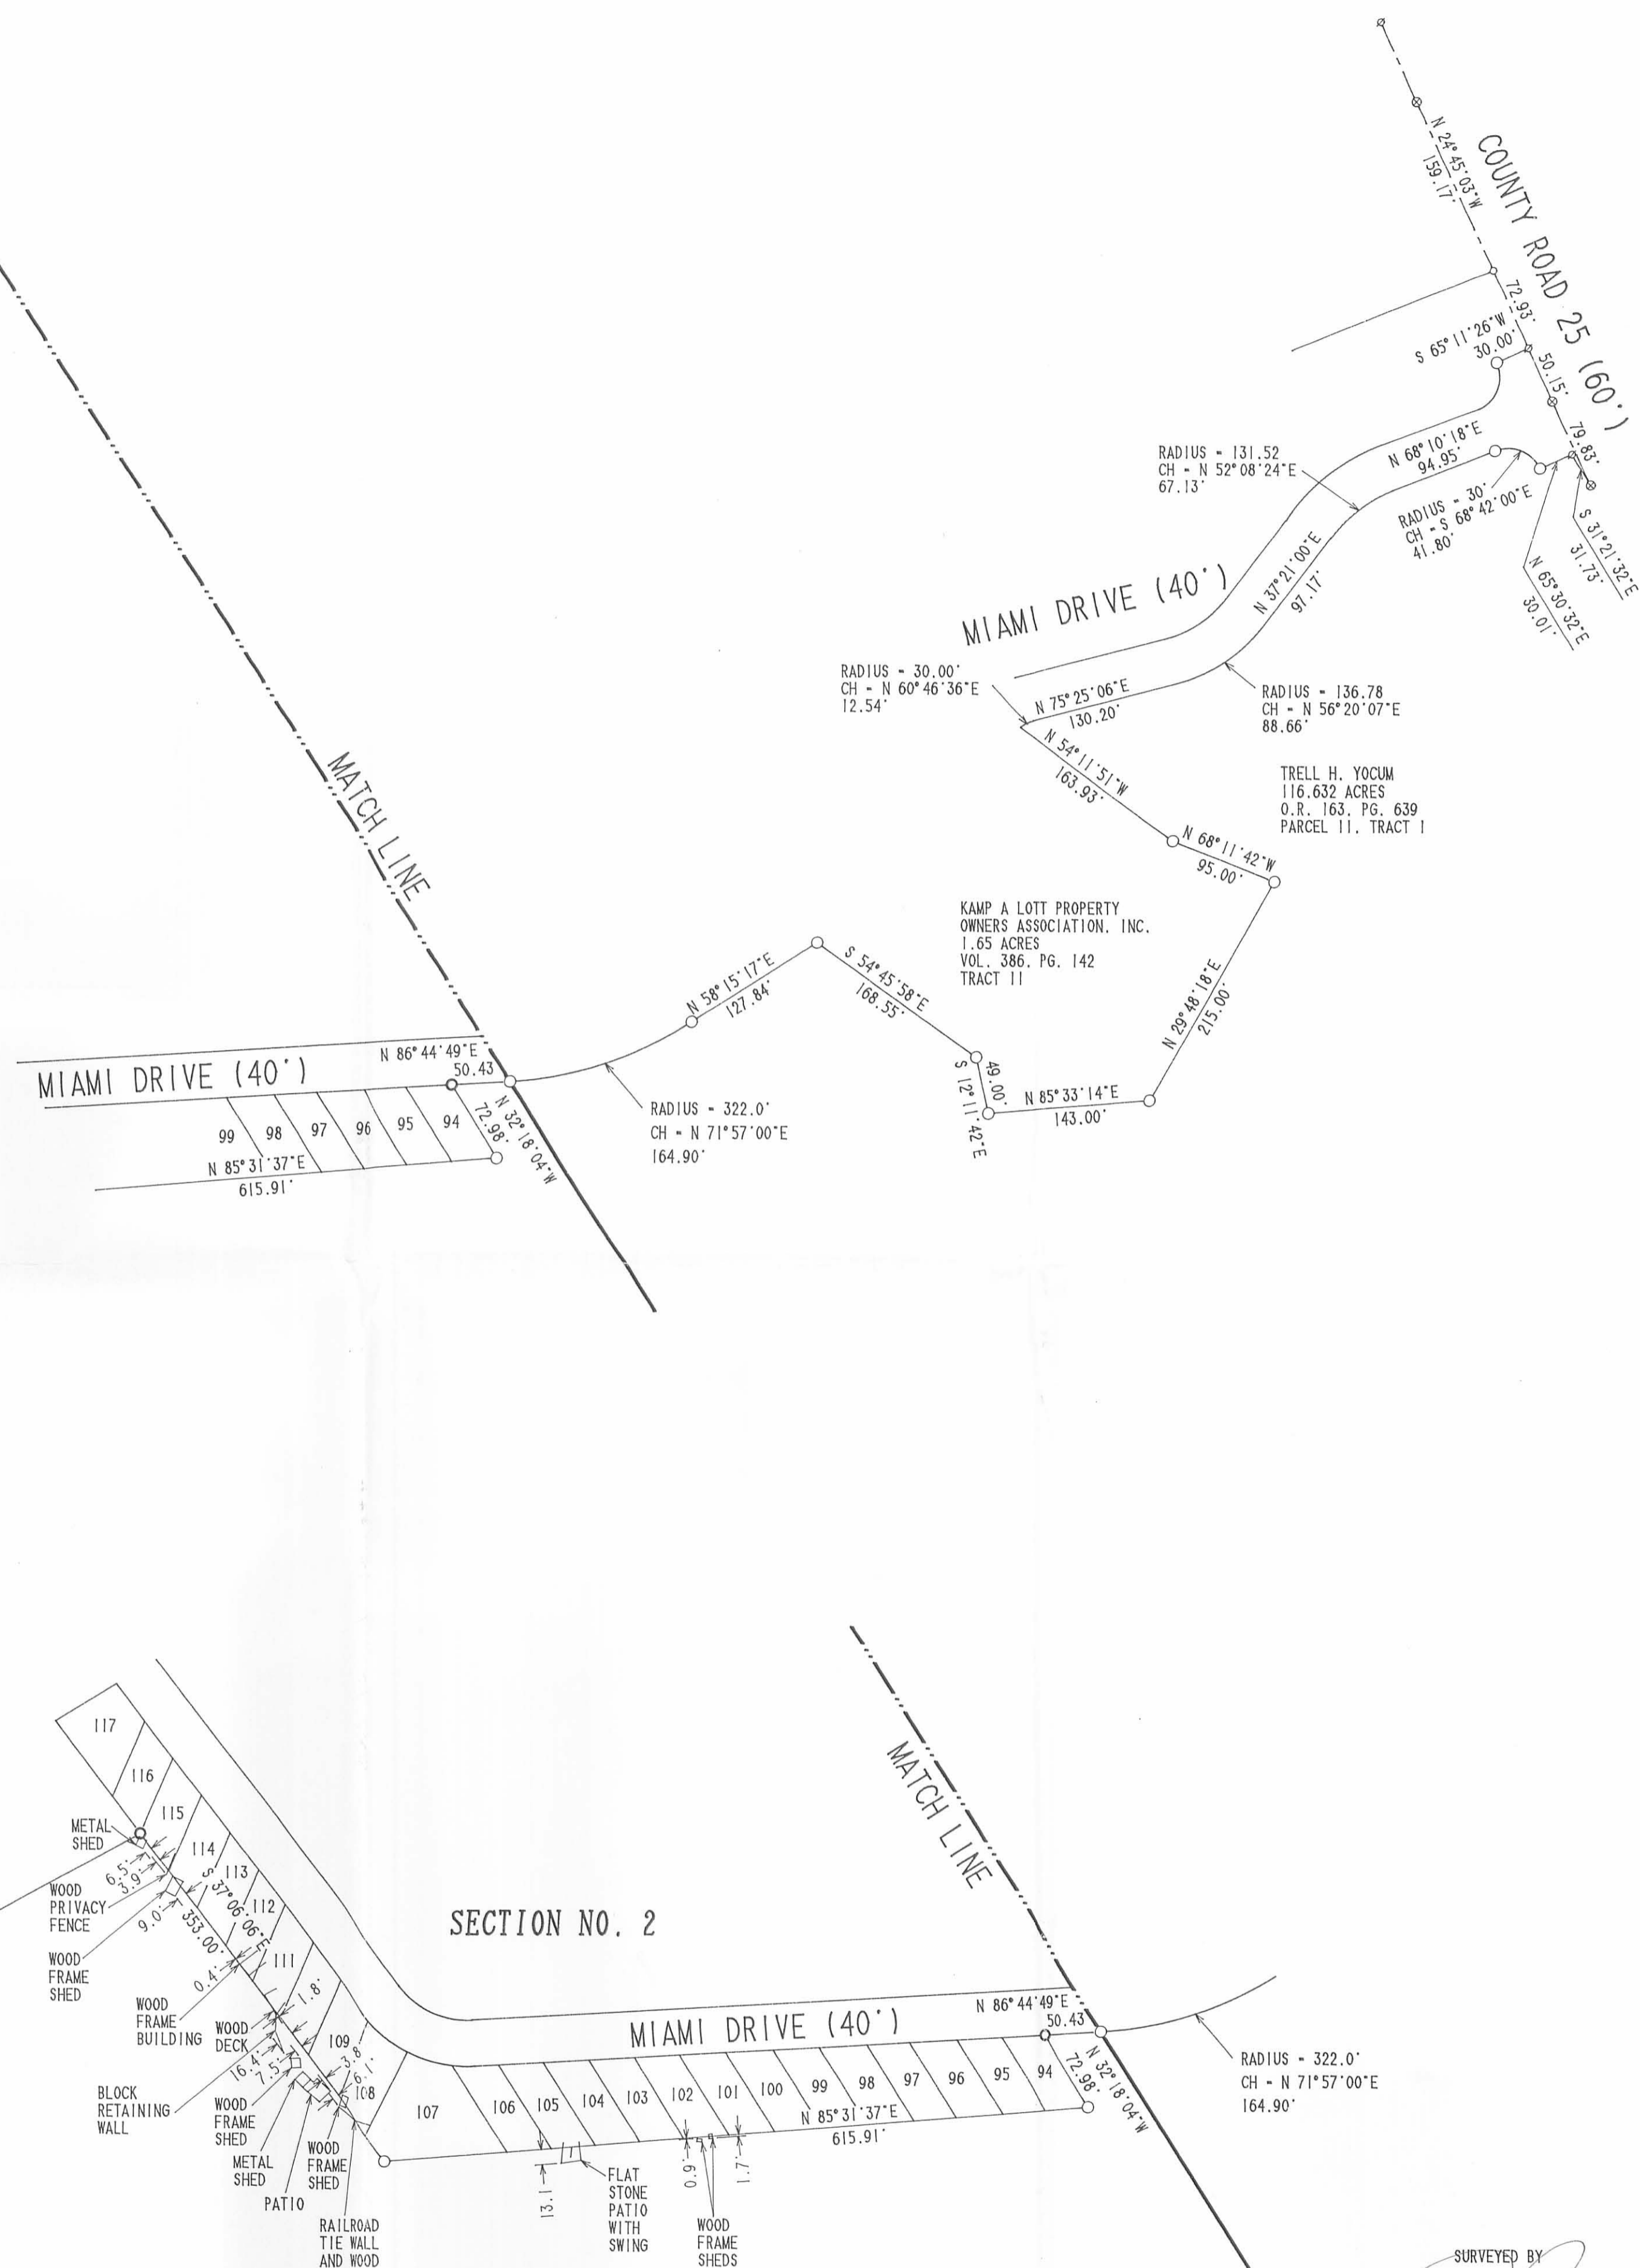 COUNTY ROAD 25 (60')
N 24°45'03"W
159.17'
72.93'
S 65°11'26"W
30.00'
50.15'
79.83'
N 68°10'18"E
94.95'
RADIUS = 131.52
CH = N 52°08'24"E
67.13'
RADIUS = 30.'
CH = S 68°42'00"E
41.80'
S 31°21'32"E
31.73'
N 65°30'32"E
30.01'
N 37°21'00"E
97.17'
MIAMI DRIVE (40')
RADIUS = 30.00'
CH = N 60°46'36"E
12.54'
N 75°25'06"E
130.20'
RADIUS = 136.78
CH = N 56°20'07"E
88.66'
N 54°11'51"W
163.93'
TRELL H. YOCUM
116.632 ACRES
O.R. 163, PG. 639
PARCEL II, TRACT I
N 68°11'42"W
95.00'
MATCH LINE
KAMP A LOTT PROPERTY
OWNERS ASSOCIATION, INC.
1.65 ACRES
VOL. 386, PG. 142
TRACT II
N 58°15'17"E
127.84'
S 54°45'58"E
168.55'
N 29°48'18"E
215.00'
49.00'
S 12°11'42"E
N 85°33'14"E
143.00'
MIAMI DRIVE (40')
N 86°44'49"E
50.43
N 32°18'04"W
72.98'
RADIUS = 322.0'
CH = N 71°57'00"E
164.90'
99 98 97 96 95 94
N 85°31'37"E
615.91'
MATCH LINE
117
116
115
114
113
112
111
109
108
METAL
SHED
6.5'
3.9'
WOOD
PRIVACY
FENCE
9.0'
S 37°06'06"E
353.00'
WOOD
FRAME
SHED
0.4'
1.8'
WOOD
FRAME
BUILDING
WOOD
DECK
16.4'
7.5'
3.8'
6.1'
BLOCK
RETAINING
WALL
WOOD
FRAME
SHED
METAL
SHED
PATIO
WOOD
FRAME
SHED
RAILROAD
TIE WALL
AND WOOD
SECTION NO. 2
MIAMI DRIVE (40')
N 86°44'49"E
50.43
N 32°18'04"W
72.98'
107 106 105 104 103 102 101 100 99 98 97 96 95 94
N 85°31'37"E
615.91'
RADIUS = 322.0'
CH = N 71°57'00"E
164.90'
13.1
FLAT
STONE
PATIO
WITH
SWING
0.6'
1.7'
WOOD
FRAME
SHEDS
SURVEYED BY